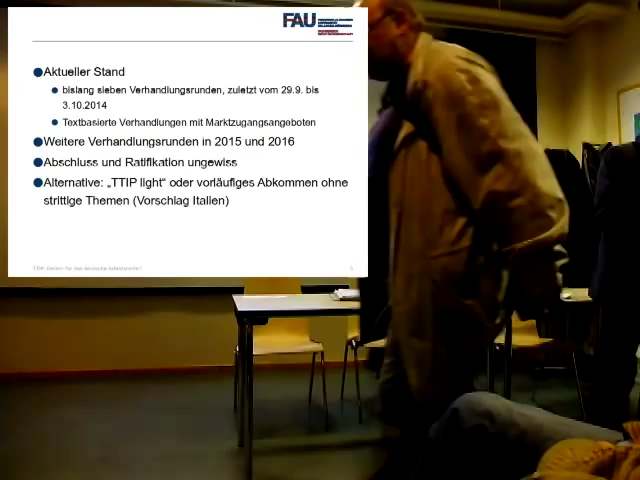 FAU
Aktueller Stand
bislang sieben Verhandlungsrunden, zuletzt vom 29.9. bis
3.10.2014
Textbasierte Verhandlungen mit Marktzugangsangeboten
Weitere Verhandlungsrunden in 2015 und 2016
Abschluss und Ratifikation ungewiss
Alternative: „TTIP light“ oder vorläufiges Abkommen ohne
strittige Themen (Vorschlag Italien)